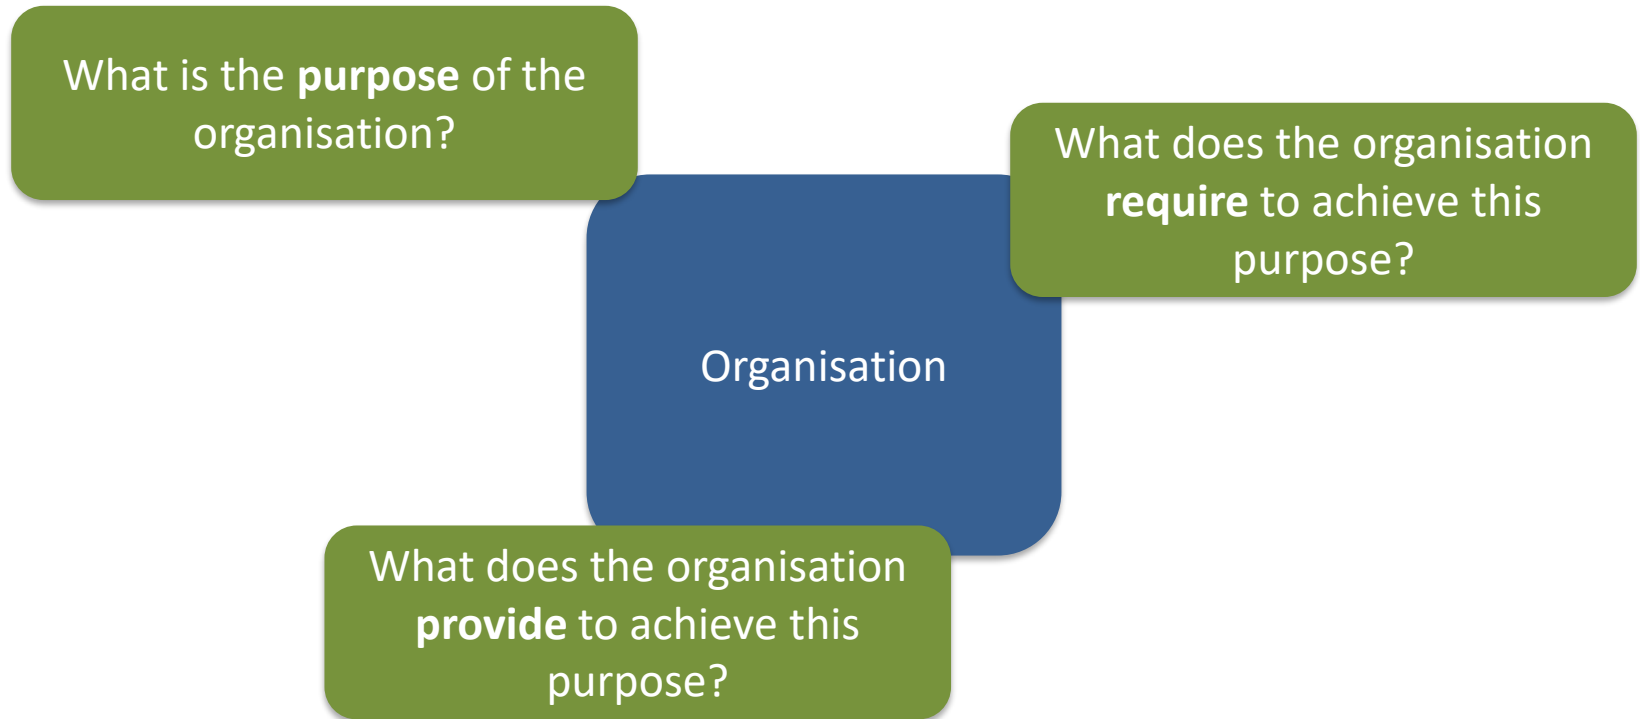 What is the purpose of the
organisation?
What does the organisation
require to achieve this
purpose?
Organisation
What does the organisation
provide to achieve this
purpose?